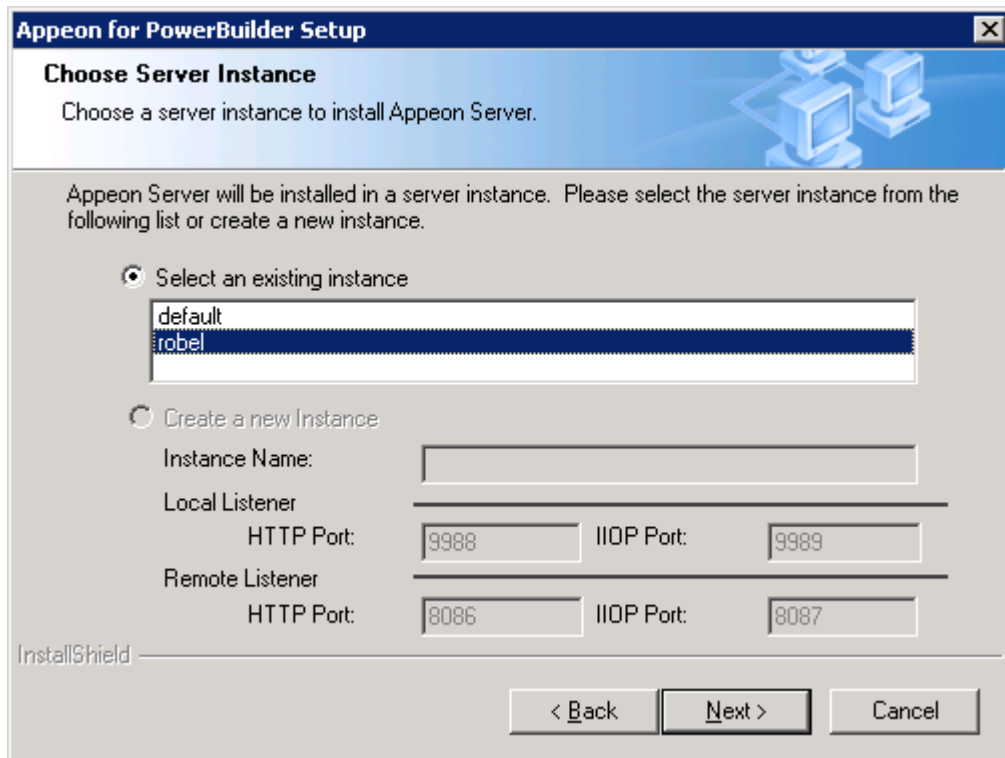 Appeon for PowerBuilder Setup
Choose Server Instance
Choose a server instance to install Appeon Server.
Appeon Server will be installed in a server instance.  Please select the server instance from the
following list or create a new instance.
Select an existing instance
default
robel
Create a new Instance
Instance Name:
Local Listener
HTTP Port: 9988 IIOP Port: 9989
Remote Listener
HTTP Port: 8086 IIOP Port: 8087
InstallShield
< Back Next > Cancel